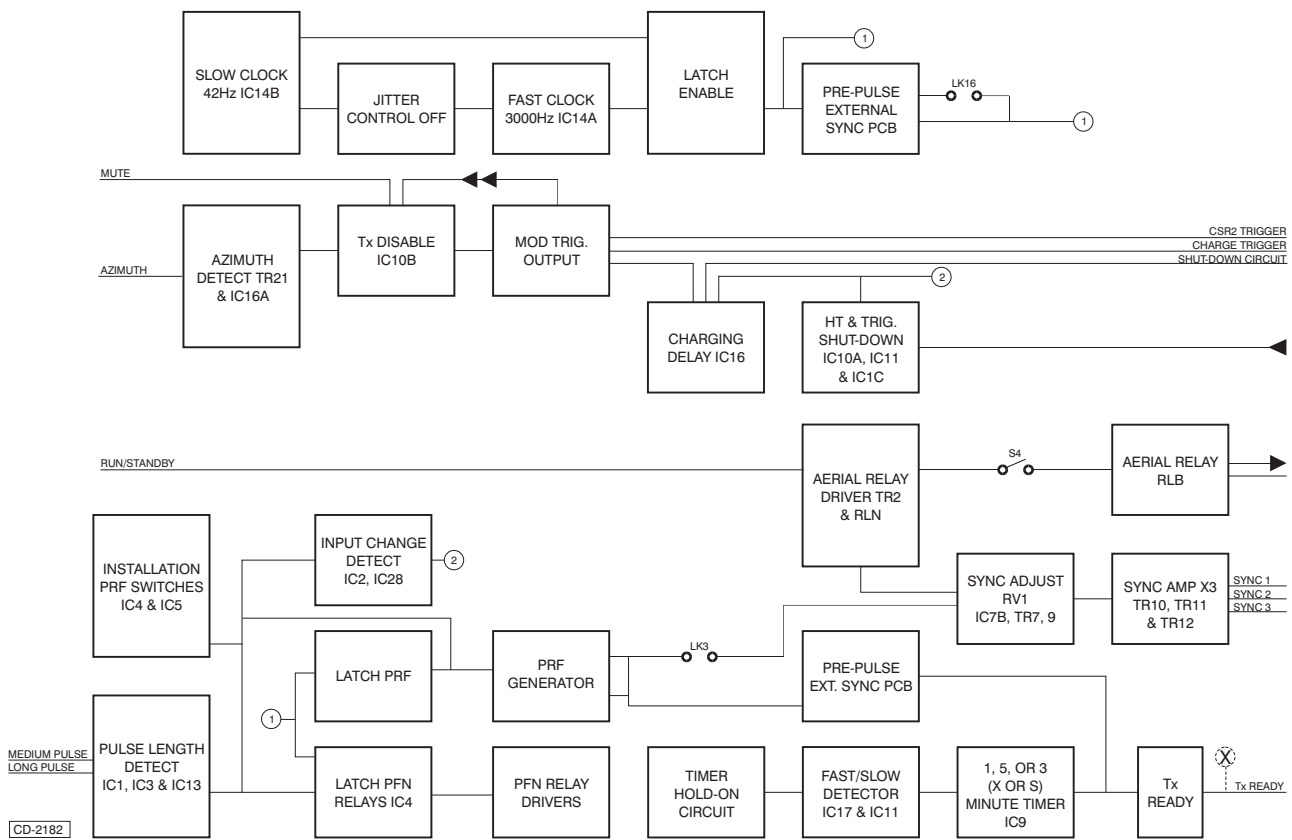 SLOW CLOCK
42Hz IC14B
JITTER
CONTROL OFF
FAST CLOCK
3000Hz IC14A
LATCH
ENABLE
1
PRE-PULSE
EXTERNAL
SYNC PCB
LK16
1
MUTE
AZIMUTH
AZIMUTH
DETECT TR21
& IC16A
Tx DISABLE
IC10B
MOD TRIG.
OUTPUT
CSR2 TRIGGER
CHARGE TRIGGER
SHUT-DOWN CIRCUIT
2
CHARGING
DELAY IC16
HT & TRIG.
SHUT-DOWN
IC10A, IC11
& IC1C
RUN/STANDBY
AERIAL RELAY
DRIVER TR2
& RLN
S4
AERIAL RELAY
RLB
INSTALLATION
PRF SWITCHES
IC4 & IC5
INPUT CHANGE
DETECT
IC2, IC28
2
SYNC ADJUST
RV1
IC7B, TR7, 9
SYNC AMP X3
TR10, TR11
& TR12
SYNC 1
SYNC 2
SYNC 3
LATCH PRF
PRF
GENERATOR
LK3
PRE-PULSE
EXT. SYNC PCB
1
MEDIUM PULSE
LONG PULSE
PULSE LENGTH
DETECT
IC1, IC3 & IC13
LATCH PFN
RELAYS IC4
PFN RELAY
DRIVERS
TIMER
HOLD-ON
CIRCUIT
FAST/SLOW
DETECTOR
IC17 & IC11
1, 5, OR 3
(X OR S)
MINUTE TIMER
IC9
Tx
READY
X
Tx READY
CD-2182